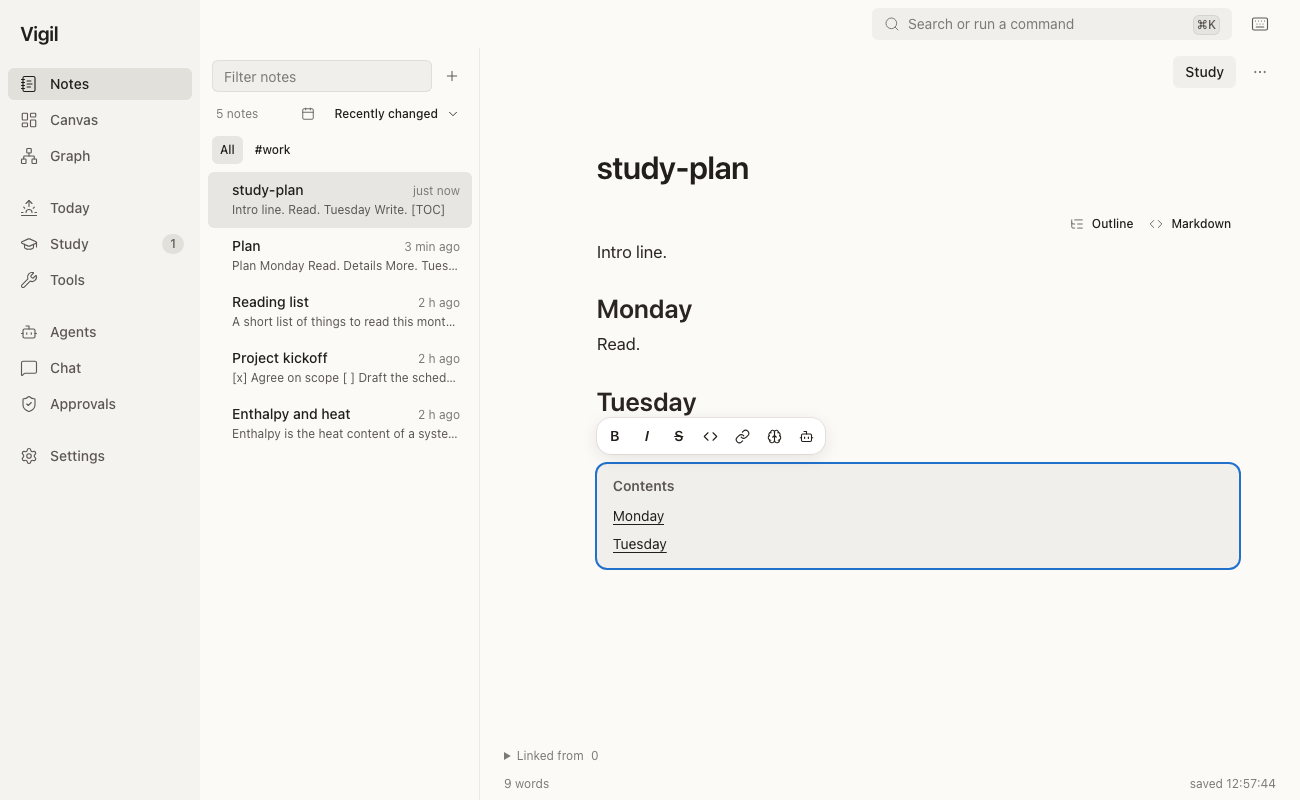 Vigil
Search or run a command
⌘K
Notes
Canvas
Graph
Today
Study 1
Tools
Agents
Chat
Approvals
Settings
Filter notes
5 notes
Recently changed
All #work
study-plan just now
Intro line. Read. Tuesday Write. [TOC]
Plan 3 min ago
Plan Monday Read. Details More. Tues…
Reading list 2 h ago
A short list of things to read this mont…
Project kickoff 2 h ago
[x] Agree on scope [ ] Draft the sched…
Enthalpy and heat 2 h ago
Enthalpy is the heat content of a syste…
Study
study-plan
Outline Markdown
Intro line.
Monday
Read.
Tuesday
B I S
Contents
Monday
Tuesday
Linked from 0
9 words
saved 12:57:44